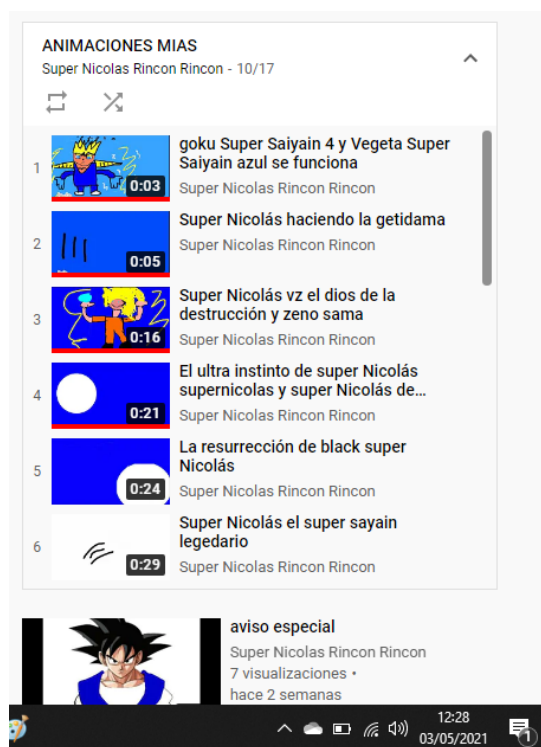 ANIMACIONES MIAS
Super Nicolas Rincon Rincon - 10/17
1
0:03
goku Super Saiyajn 4 y Vegeta Super
Saiyajn azul se funciona
Super Nicolas Rincon Rincon
2
0:05
Super Nicolás haciendo la getidama
Super Nicolas Rincon Rincon
3
0:16
Super Nicolás vz el dios de la
destrucción y zeno sama
Super Nicolas Rincon Rincon
4
0:21
El ultra instinto de super Nicolás
supernicolas y super Nicolás de...
Super Nicolas Rincon Rincon
5
0:24
La resurrección de black super
Nicolás
Super Nicolas Rincon Rincon
6
0:29
Super Nicolás el super sayain
legedario
Super Nicolas Rincon Rincon
aviso especial
Super Nicolas Rincon Rincon
7 visualizaciones •
hace 2 semanas
12:28
03/05/2021
1